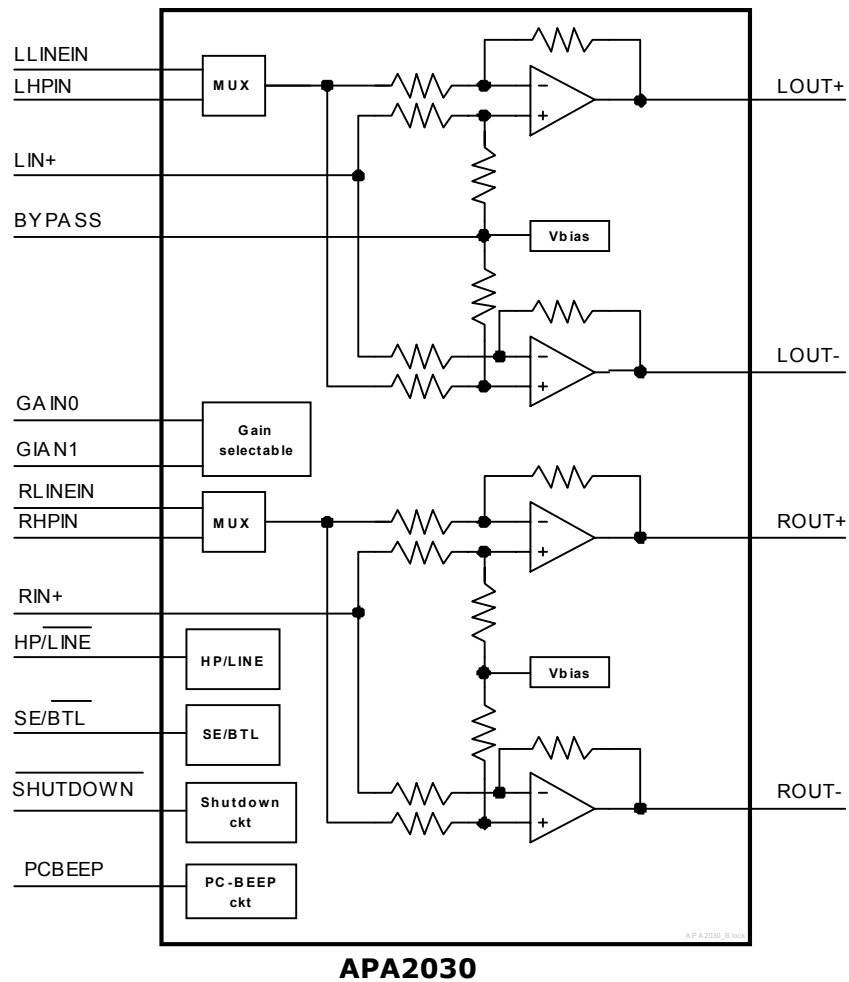 LLINEIN
LHPIN
MUX
LOUT+
LIN+
BYPASS
Vbias
LOUT-
GAIN0
GIAN1
Gain
selectable
RLINEIN
RHPIN
MUX
ROUT+
RIN+
HP/LINE
HP/LINE
Vbias
SE/BTL
SE/BTL
SHUTDOWN
Shutdown
ckt
ROUT-
PCBEEP
PC-BEEP
ckt
APA2030_Block
APA2030
−
+
−
+
−
+
−
+